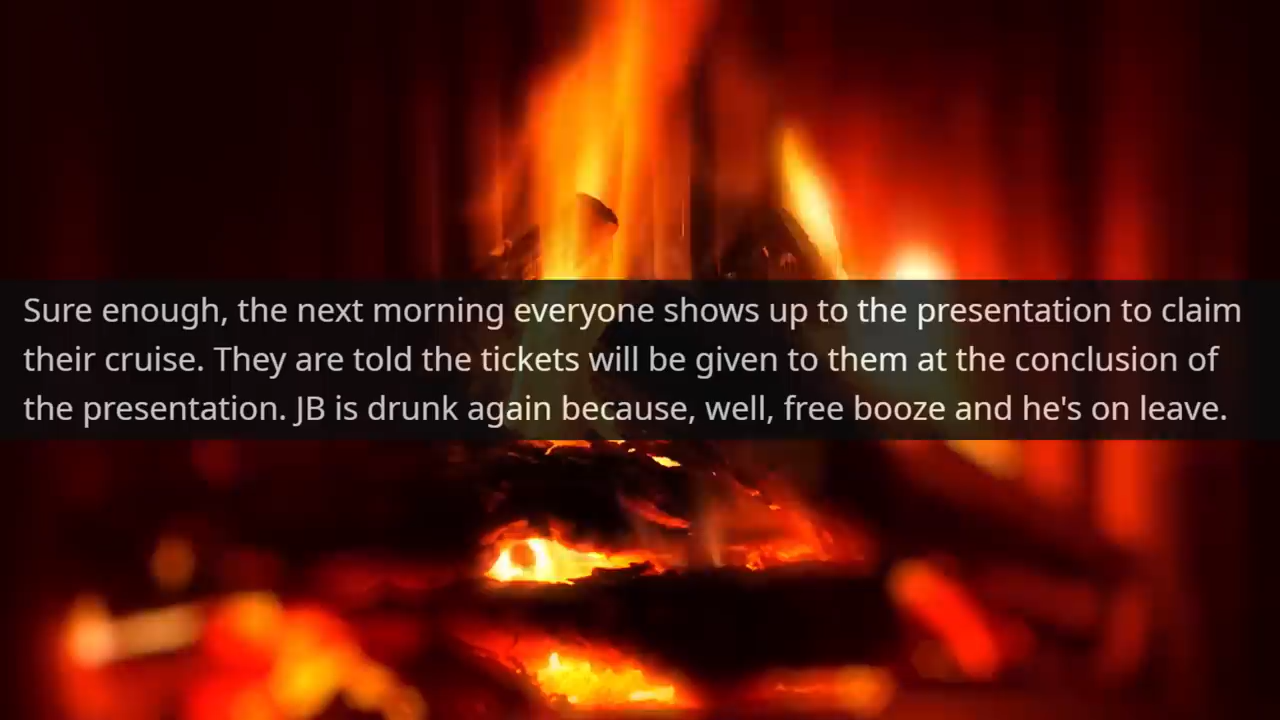 Sure enough, the next morning everyone shows up to the presentation to claim
their cruise. They are told the tickets will be given to them at the conclusion of
the presentation. JB is drunk again because, well, free booze and he's on leave.